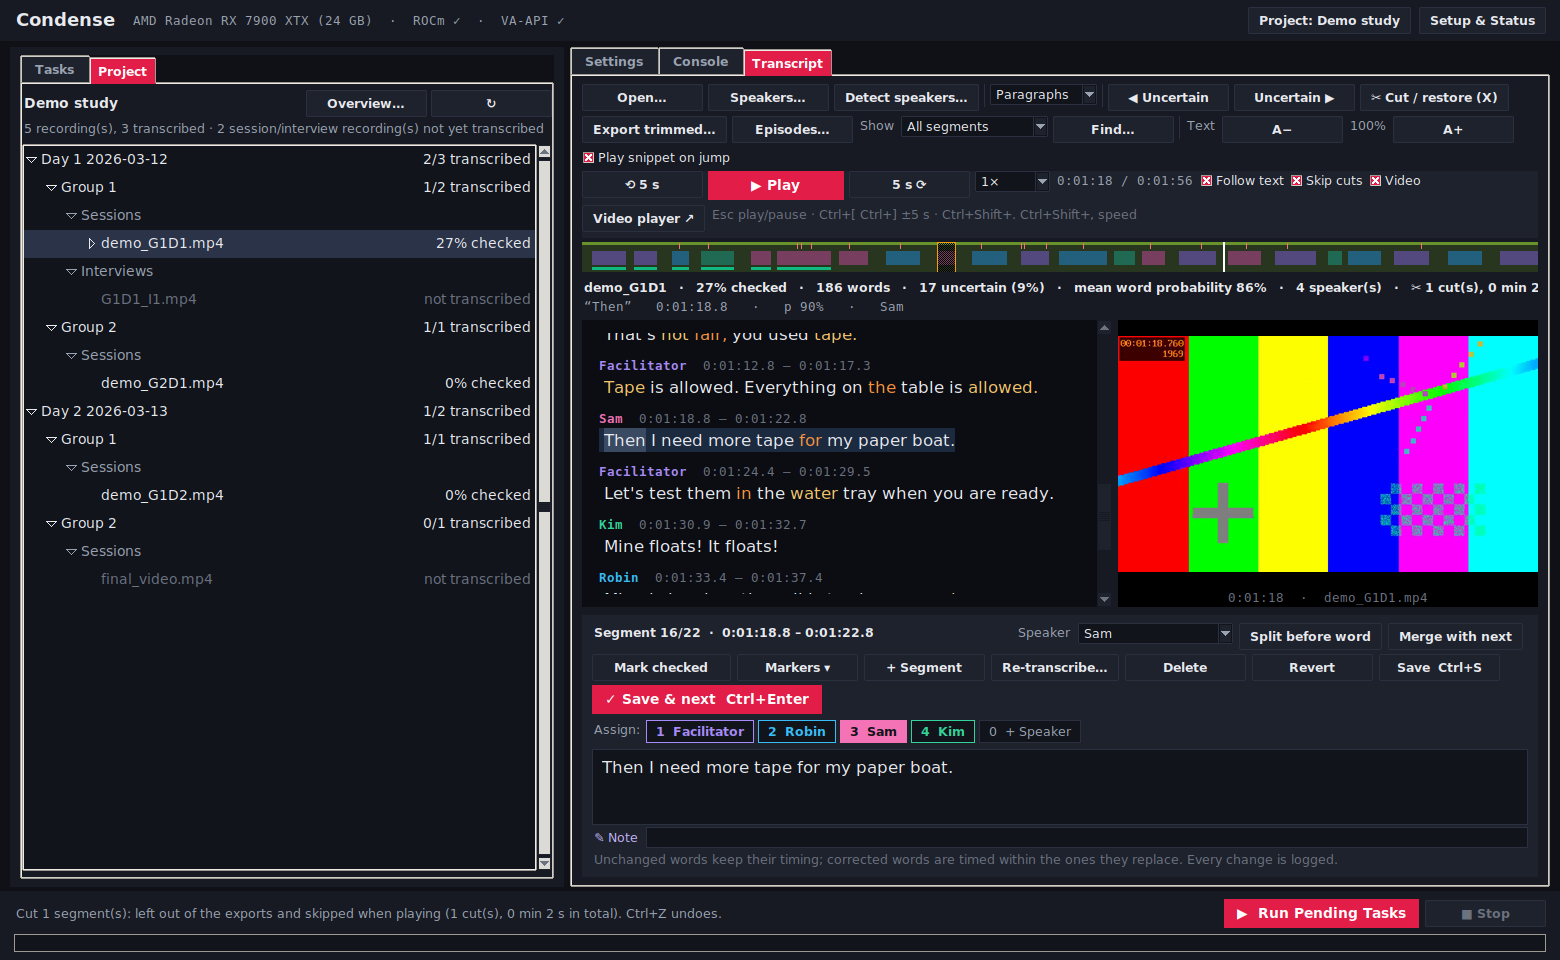 Condense AMD Radeon RX 7900 XTX (24 GB) · ROCm ✓ · VA-API ✓
Project: Demo study
Setup & Status
Tasks
Project
Demo study
Overview…
↻
5 recording(s), 3 transcribed · 2 session/interview recording(s) not yet transcribed
Day 1 2026-03-12 2/3 transcribed
Group 1 1/2 transcribed
Sessions
demo_G1D1.mp4 27% checked
Interviews
G1D1_I1.mp4 not transcribed
Group 2 1/1 transcribed
Sessions
demo_G2D1.mp4 0% checked
Day 2 2026-03-13 1/2 transcribed
Group 1 1/1 transcribed
Sessions
demo_G1D2.mp4 0% checked
Group 2 0/1 transcribed
Sessions
final_video.mp4 not transcribed
Settings
Console
Transcript
Open…
Speakers…
Detect speakers…
Paragraphs
◀ Uncertain
Uncertain ▶
✂ Cut / restore (X)
Export trimmed…
Episodes…
Show
All segments
Find…
Text
A−
100%
A+
Play snippet on jump
⟲ 5 s
▶ Play
5 s ⟳
1×
0:01:18 / 0:01:56
Follow text
Skip cuts
Video
Video player ↗
Esc play/pause · Ctrl+[ Ctrl+] ±5 s · Ctrl+Shift+. Ctrl+Shift+, speed
demo_G1D1 · 27% checked · 186 words · 17 uncertain (9%) · mean word probability 86% · 4 speaker(s) · ✂ 1 cut(s), 0 min 2
“Then” 0:01:18.8 · p 90% · Sam
That's not fair, you used tape.
Facilitator 0:01:12.8 – 0:01:17.3
Tape is allowed. Everything on the table is allowed.
Sam 0:01:18.8 – 0:01:22.8
Then I need more tape for my paper boat.
Facilitator 0:01:24.4 – 0:01:29.5
Let's test them in the water tray when you are ready.
Kim 0:01:30.9 – 0:01:32.7
Mine floats! It floats!
Robin 0:01:33.4 – 0:01:37.4
00:01:18.760
1969
0:01:18 · demo_G1D1.mp4
Segment 16/22 · 0:01:18.8 – 0:01:22.8
Speaker
Sam
Split before word
Merge with next
Mark checked
Markers ▾
+ Segment
Re-transcribe…
Delete
Revert
Save Ctrl+S
✓ Save & next Ctrl+Enter
Assign:
1 Facilitator
2 Robin
3 Sam
4 Kim
0 + Speaker
Then I need more tape for my paper boat.
✎ Note
Unchanged words keep their timing; corrected words are timed within the ones they replace. Every change is logged.
Cut 1 segment(s): left out of the exports and skipped when playing (1 cut(s), 0 min 2 s in total). Ctrl+Z undoes.
▶ Run Pending Tasks
■ Stop